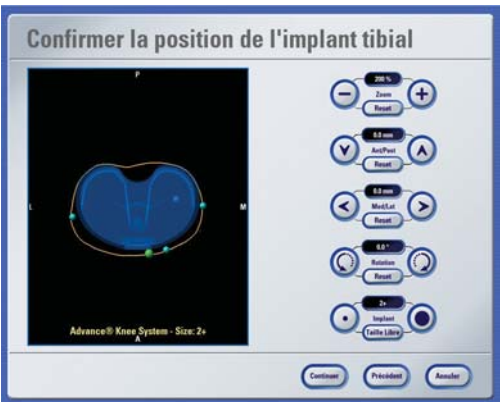 Confirmer la position de l'implant tibial
P
L
M
Advance® Knee System - Size: 2+
A
200 %
Zoom
Reset
0.0 mm
Ant/Post
Reset
0.0 mm
Med/Lat
Reset
0.0 °
Rotation
Reset
2+
Implant
Taille Libre
Continuer
Précédent
Annuler